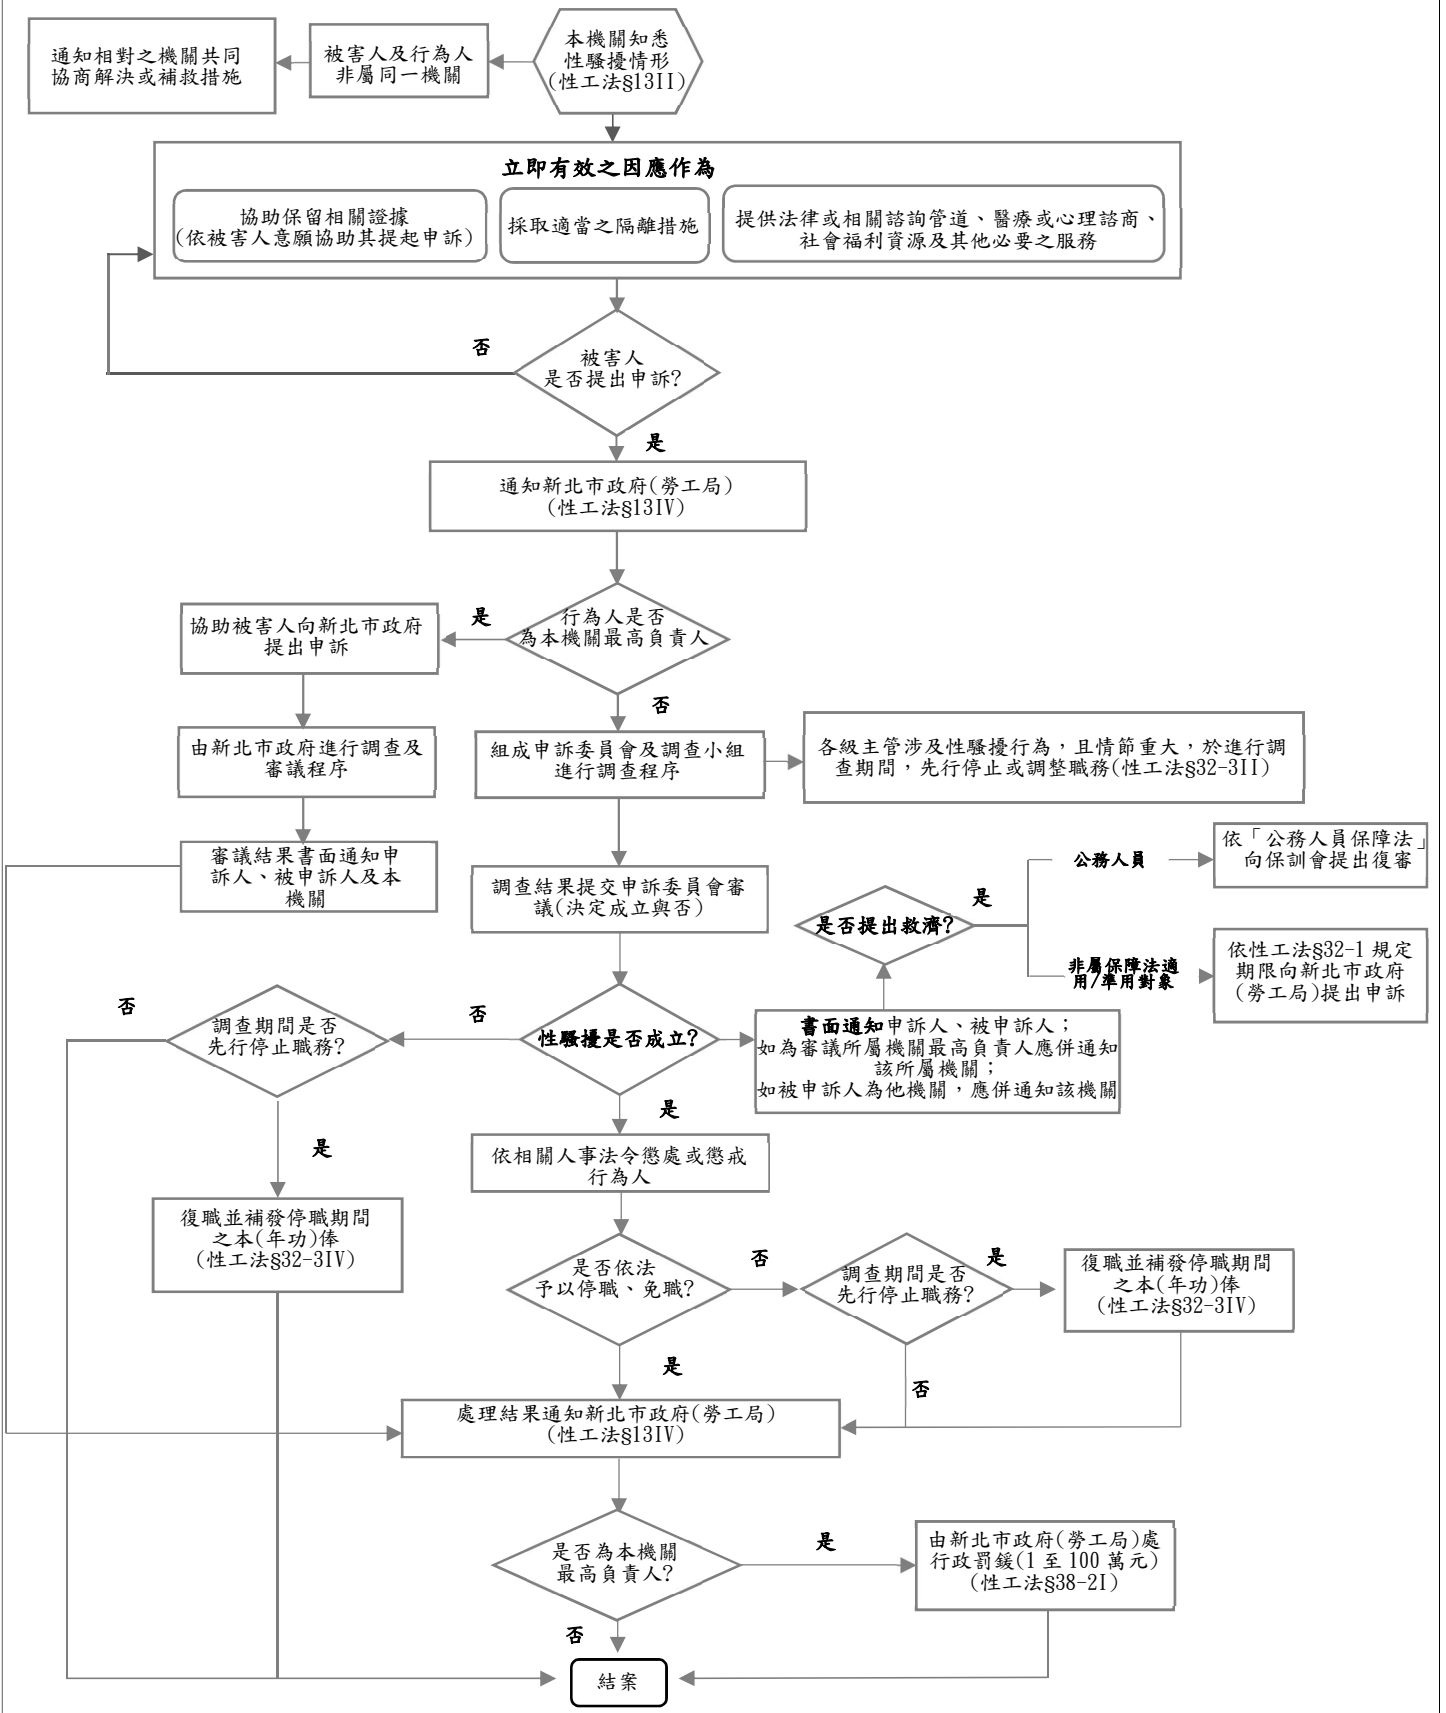 通知相對之機關共同
協商解決或補救措施
被害人及行為人
非屬同一機關
本機關知悉
性騷擾情形
(性工法§13II)
立即有效之因應作為
協助保留相關證據
(依被害人意願協助其提起申訴)
採取適當之隔離措施
提供法律或相關諮詢管道、醫療或心理諮商、
社會福利資源及其他必要之服務
否
被害人
是否提出申訴?
是
通知新北市政府(勞工局)
(性工法§13IV)
行為人是否
為本機關最高負責人
是
協助被害人向新北市政府
提出申訴
否
由新北市政府進行調查及
審議程序
組成申訴委員會及調查小組
進行調查程序
各級主管涉及性騷擾行為，且情節重大，於進行調
查期間，先行停止或調整職務(性工法§32-3II)
審議結果書面通知申
訴人、被申訴人及本
機關
調查結果提交申訴委員會審
議(決定成立與否)
是否提出救濟?
是
公務人員
依「公務人員保障法」
向保訓會提出復審
非屬保障法適
用/準用對象
依性工法§32-1 規定
期限向新北市政府
(勞工局)提出申訴
否
調查期間是否
先行停止職務?
否
性騷擾是否成立?
書面通知申訴人、被申訴人；
如為審議所屬機關最高負責人應併通知
該所屬機關；
如被申訴人為他機關，應併通知該機關
是
是
依相關人事法令懲處或懲戒
行為人
復職並補發停職期間
之本(年功)俸
(性工法§32-3IV)
是否依法
予以停職、免職?
否
調查期間是否
先行停止職務?
是
復職並補發停職期間
之本(年功)俸
(性工法§32-3IV)
是
否
處理結果通知新北市政府(勞工局)
(性工法§13IV)
是否為本機關
最高負責人?
是
由新北市政府(勞工局)處
行政罰鍰(1 至 100 萬元)
(性工法§38-2I)
否
結案